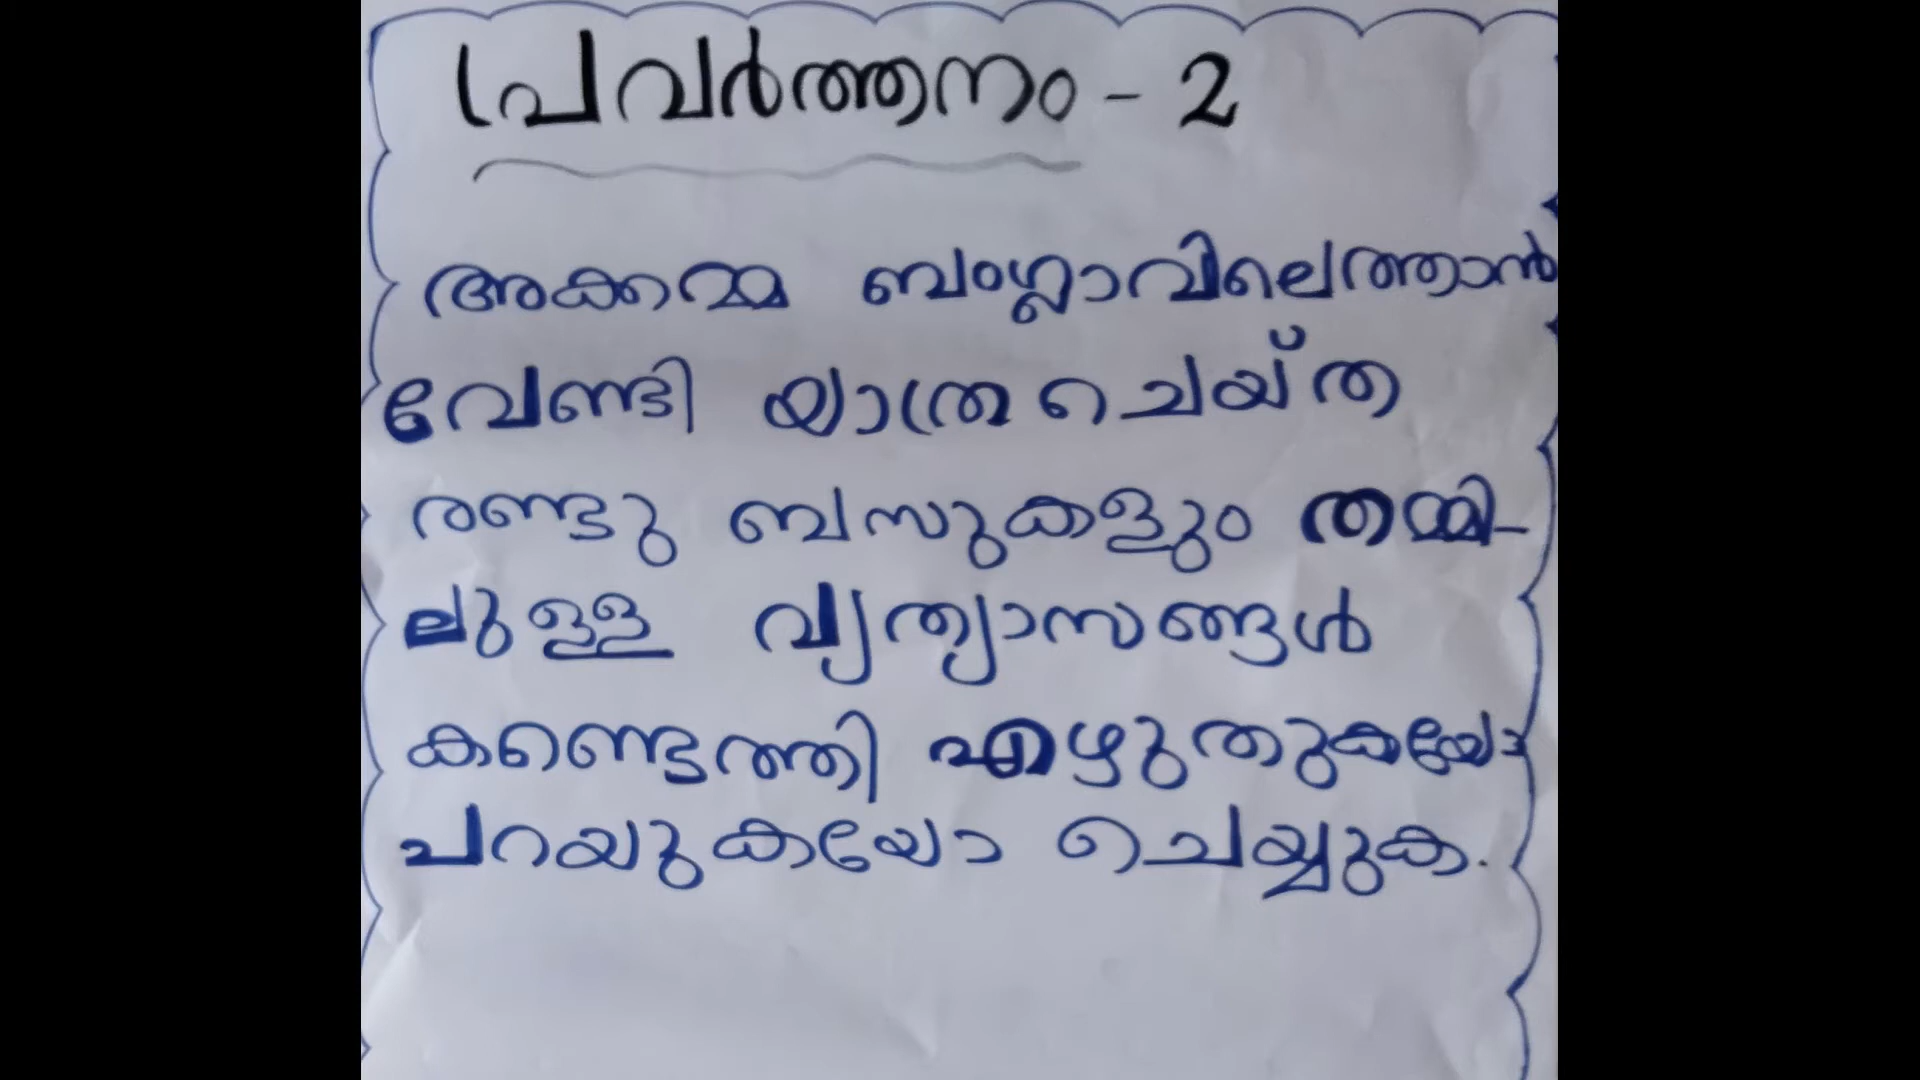 പ്രവർത്തനം - 2
അക്കമ്മ ബംഗ്ലാവിലെത്താൻ
വേണ്ടി യാത്ര ചെയ്ത
രണ്ടു ബസുകളും തമ്മി-
ലുള്ള വ്യത്യാസങ്ങൾ
കണ്ടെത്തി എഴുതുകയോ
പറയുകയോ ചെയ്യുക.